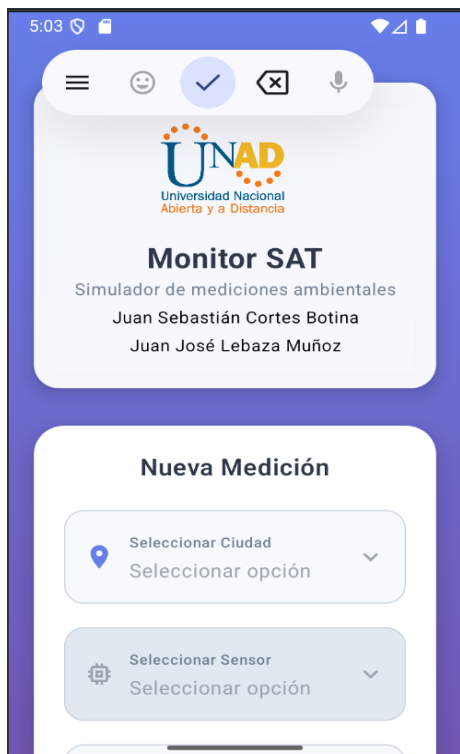 5:03
UNAD
Universidad Nacional
Abierta y a Distancia
Monitor SAT
Simulador de mediciones ambientales
Juan Sebastián Cortes Botina
Juan José Lebaza Muñoz
Nueva Medición
Seleccionar Ciudad
Seleccionar opción
Seleccionar Sensor
Seleccionar opción